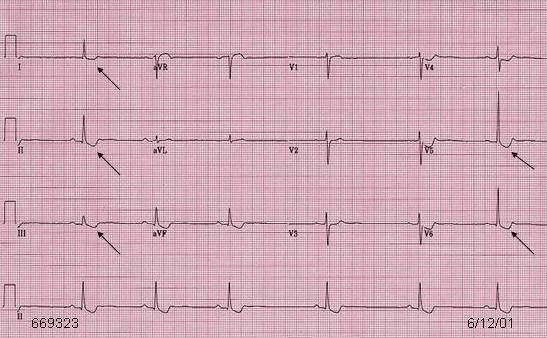 I aVR V1 V4
II aVL V2 V5
III aVF V3 V6
II
669323 6/12/01